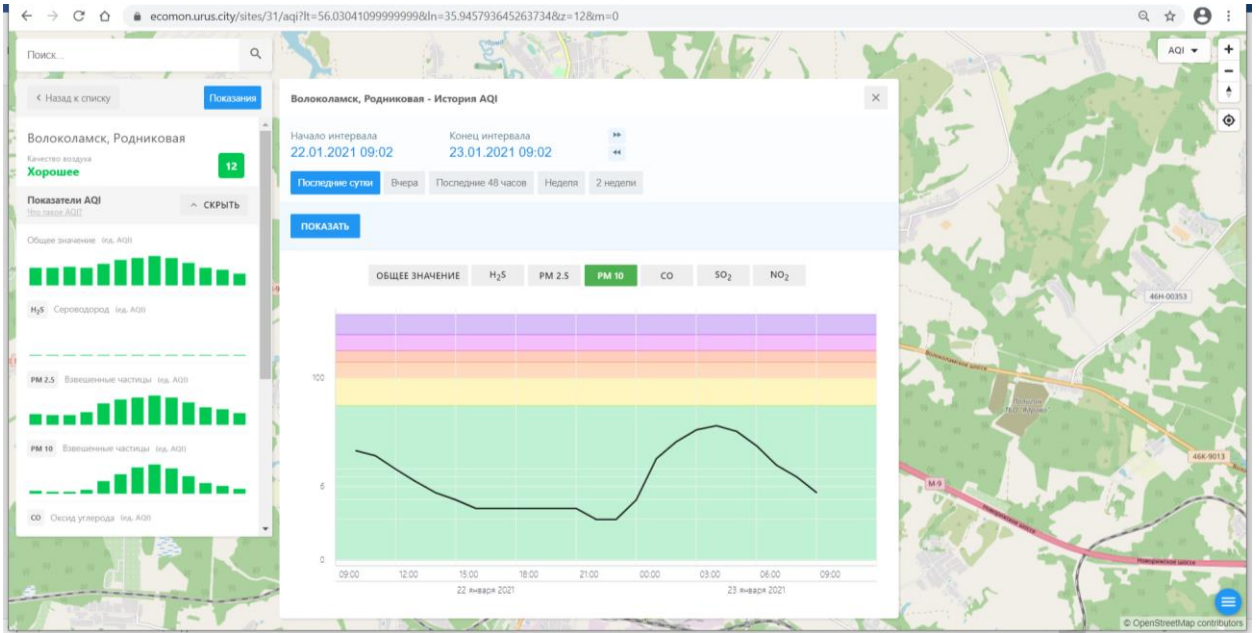 ecomon.urus.city/sites/31/aqi?lt=56.03041099999999&ln=35.945793645263734&z=12&m=0
Поиск...
AQI
+
−
< Назад к списку
Показания
Волоколамск, Родниковая
Качество воздуха
Хорошее
12
Показатели AQI
Что такое AQI?
СКРЫТЬ
Общее значение (ед. AQI)
H₂S Сероводород (ед. AQI)
PM 2.5 Взвешенные частицы (ед. AQI)
PM 10 Взвешенные частицы (ед. AQI)
CO Оксид углерода (ед. AQI)
Волоколамск, Родниковая - История AQI
Начало интервала
22.01.2021 09:02
Конец интервала
23.01.2021 09:02
Последние сутки Вчера Последние 48 часов Неделя 2 недели
ПОКАЗАТЬ
ОБЩЕЕ ЗНАЧЕНИЕ H₂S PM 2.5 PM 10 CO SO₂ NO₂
100
6
0
09:00 12:00 15:00 18:00 21:00 00:00 03:00 06:00 09:00
22 января 2021 23 января 2021
46Н-00353
Волоколамское шоссе
46К-9013
М-9
Новорижское шоссе
© OpenStreetMap contributors